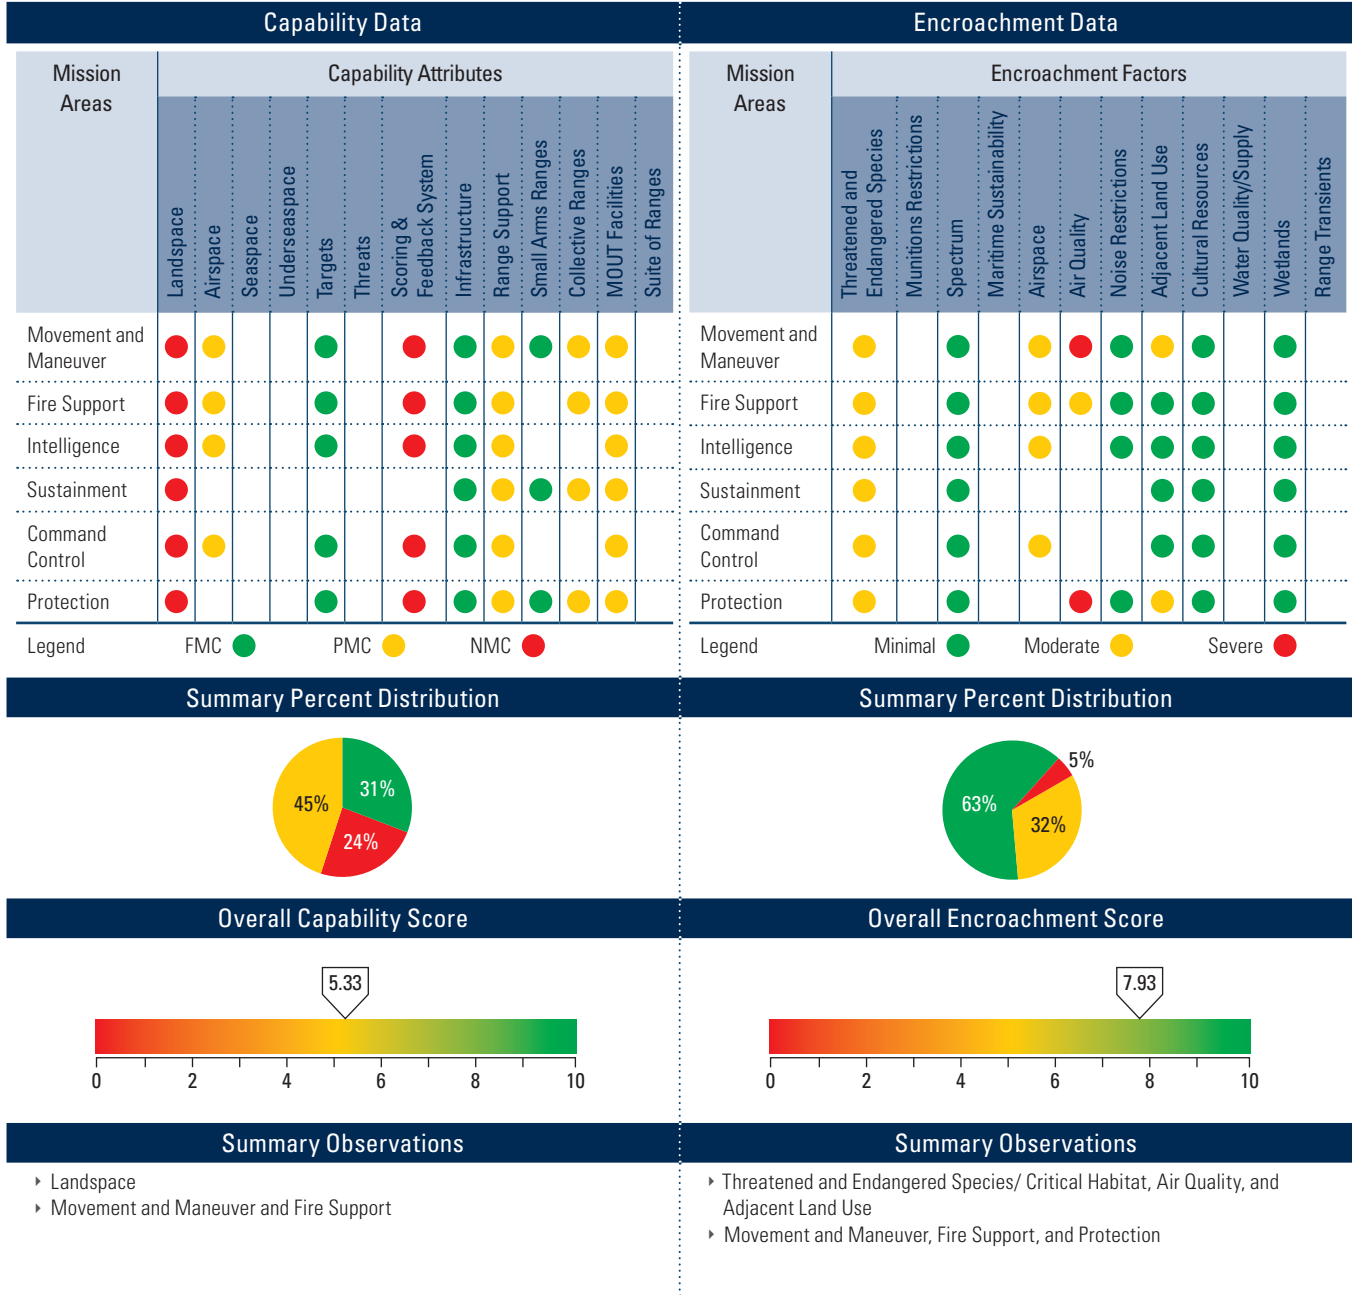 Capability Data
Mission
Areas
Capability Attributes
Landspace
Airspace
Seaspace
Underseaspace
Targets
Threats
Scoring &
Feedback System
Infrastructure
Range Support
Small Arms Ranges
Collective Ranges
MOUT Facilities
Suite of Ranges
Movement and
Maneuver
Fire Support
Intelligence
Sustainment
Command
Control
Protection
Legend
FMC
PMC
NMC
Summary Percent Distribution
31%
45%
24%
Overall Capability Score
5.33
0
2
4
6
8
10
Summary Observations
‣ Landspace
‣ Movement and Maneuver and Fire Support
Encroachment Data
Mission
Areas
Encroachment Factors
Threatened and
Endangered Species
Munitions Restrictions
Spectrum
Maritime Sustainability
Airspace
Air Quality
Noise Restrictions
Adjacent Land Use
Cultural Resources
Water Quality/Supply
Wetlands
Range Transients
Movement and
Maneuver
Fire Support
Intelligence
Sustainment
Command
Control
Protection
Legend
Minimal
Moderate
Severe
Summary Percent Distribution
5%
63%
32%
Overall Encroachment Score
7.93
0
2
4
6
8
10
Summary Observations
‣ Threatened and Endangered Species/ Critical Habitat, Air Quality, and
Adjacent Land Use
‣ Movement and Maneuver, Fire Support, and Protection